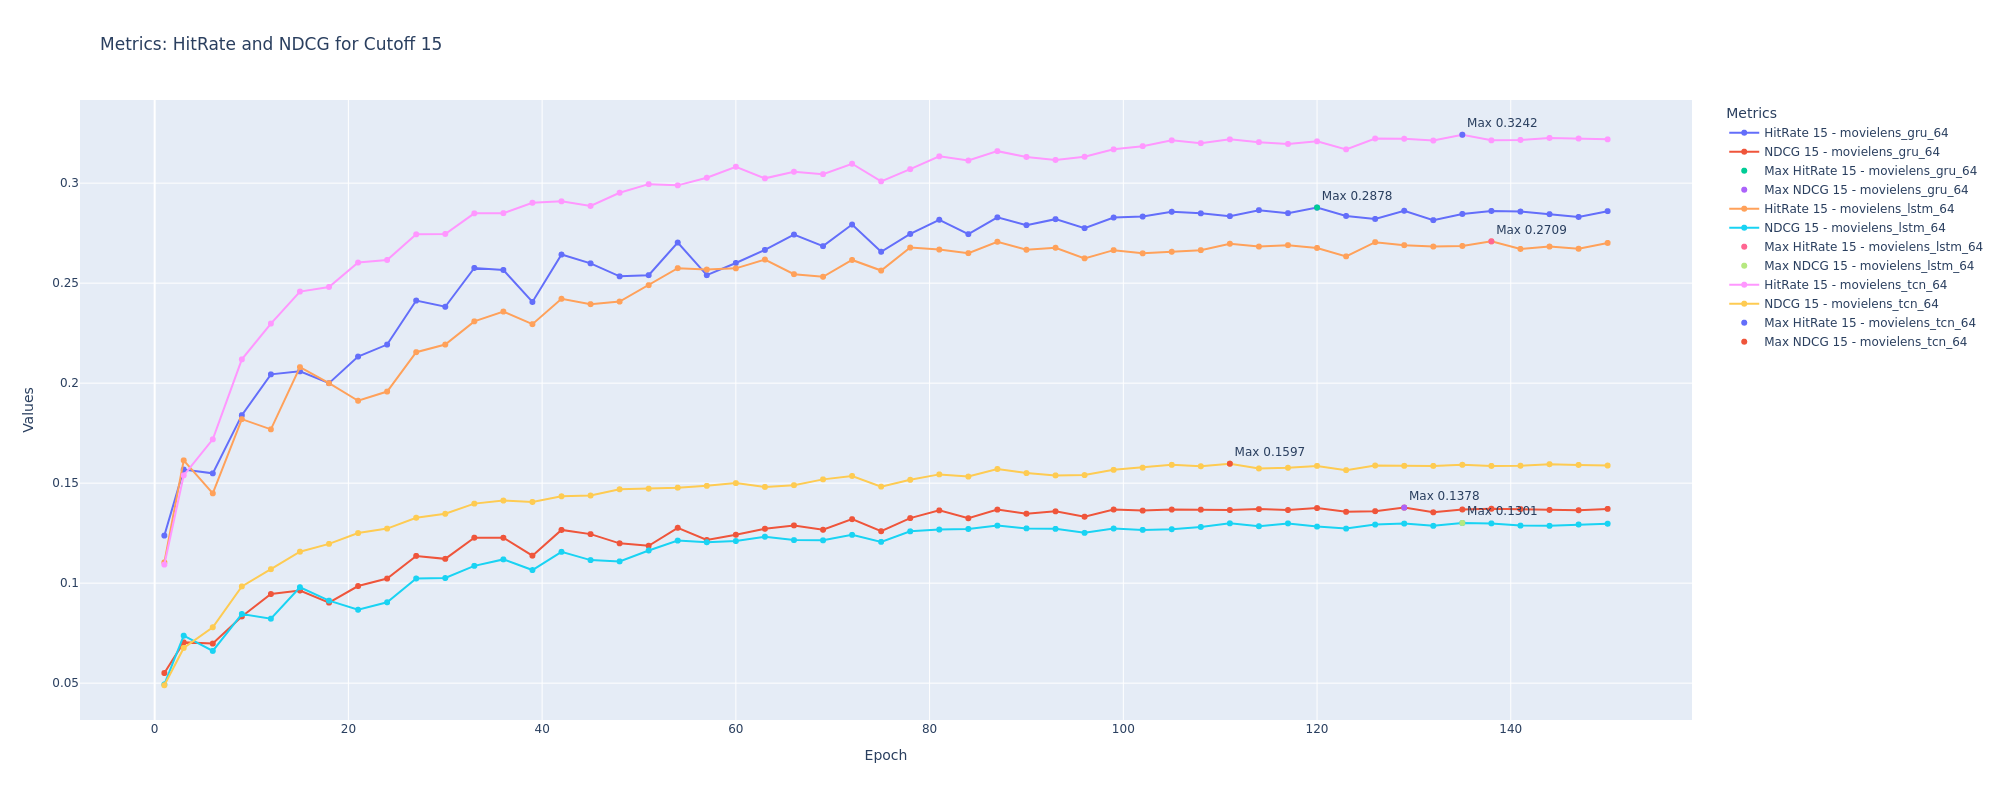 Metrics: HitRate and NDCG for Cutoff 15
Max 0.3242
Max 0.2878
Max 0.2709
Max 0.1597
Max 0.1378
Max 0.1301
0.3
0.25
0.2
0.15
0.1
0.05
Values
0 20 40 60 80 100 120 140
Epoch
Metrics
HitRate 15 - movielens_gru_64
NDCG 15 - movielens_gru_64
Max HitRate 15 - movielens_gru_64
Max NDCG 15 - movielens_gru_64
HitRate 15 - movielens_lstm_64
NDCG 15 - movielens_lstm_64
Max HitRate 15 - movielens_lstm_64
Max NDCG 15 - movielens_lstm_64
HitRate 15 - movielens_tcn_64
NDCG 15 - movielens_tcn_64
Max HitRate 15 - movielens_tcn_64
Max NDCG 15 - movielens_tcn_64